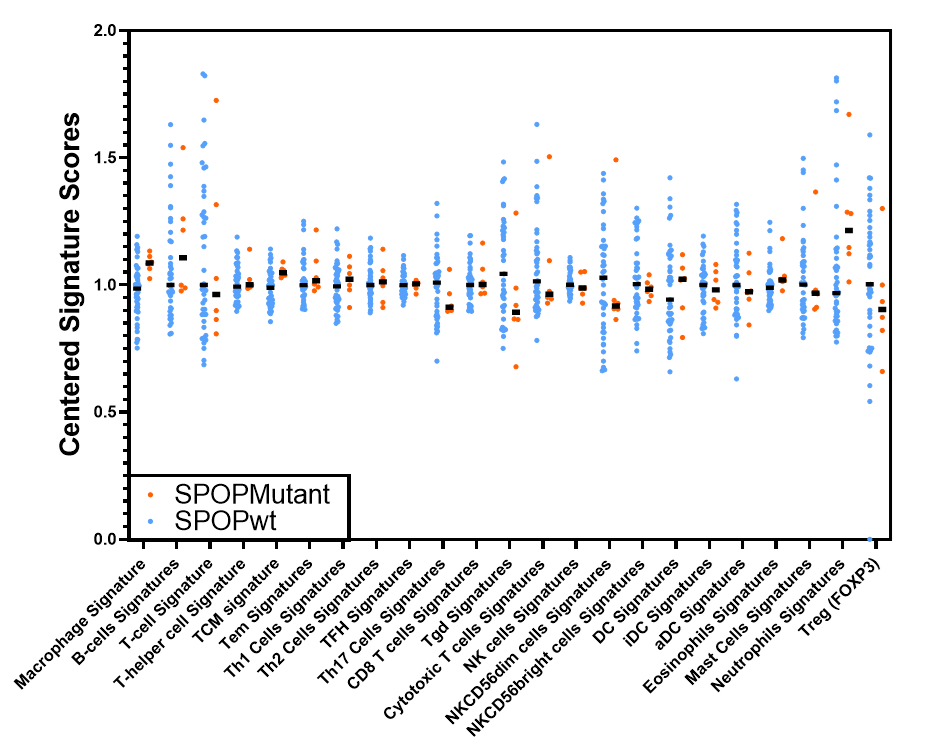 Centered Signature Scores
2.0
1.5
1.0
0.5
0.0
SPOPMutant
SPOPwt
Macrophage Signature
B-cells Signatures
T-cell Signature
T-helper cell Signature
TCM signature
Tem Signatures
Th1 Cells Signatures
Th2 Cells Signatures
TFH Signatures
Th17 Cells Signatures
CD8 T cells Signatures
Tgd Signatures
Cytotoxic T cells Signatures
NK cells Signatures
NKCD56dim cells Signatures
NKCD56bright cells Signatures
DC Signatures
iDC Signatures
aDC Signatures
Eosinophils Signatures
Mast Cells Signatures
Neutrophils Signatures
Treg (FOXP3)